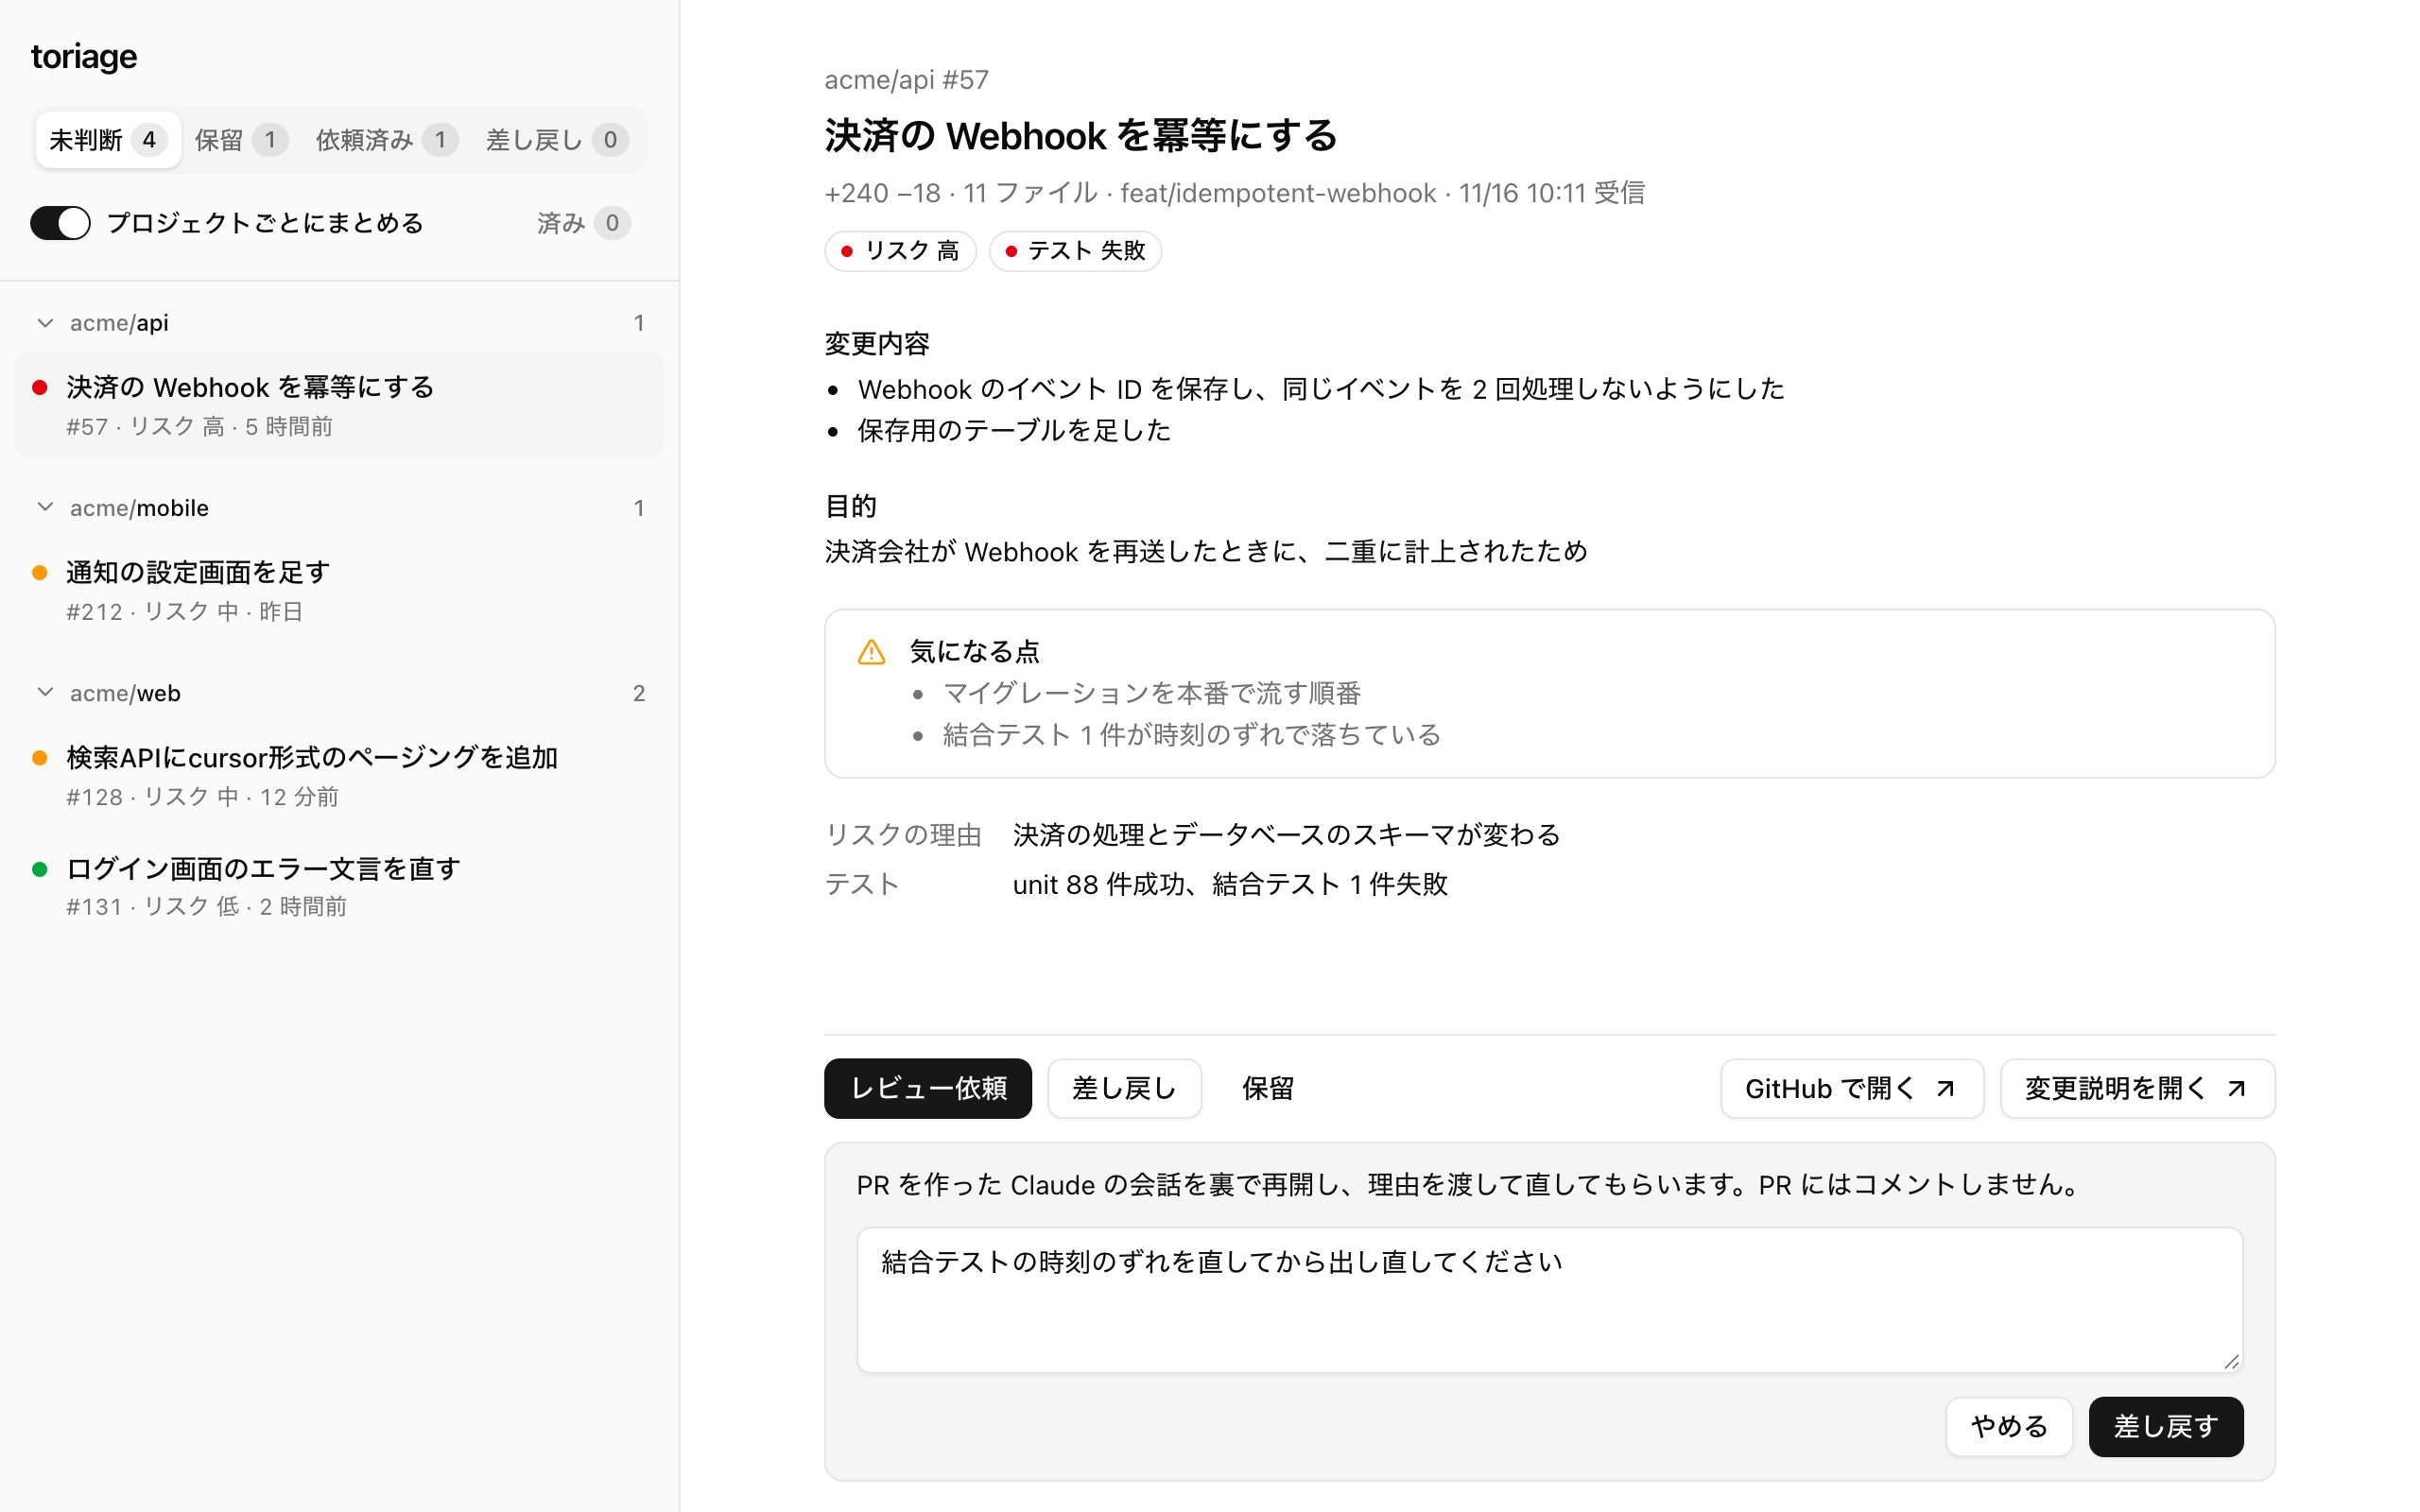 toriage
未判断 4 保留 1 依頼済み 1 差し戻し 0
プロジェクトごとにまとめる 済み 0
acme/api 1
決済の Webhook を冪等にする
#57 · リスク 高 · 5 時間前
acme/mobile 1
通知の設定画面を足す
#212 · リスク 中 · 昨日
acme/web 2
検索APIにcursor形式のページングを追加
#128 · リスク 中 · 12 分前
ログイン画面のエラー文言を直す
#131 · リスク 低 · 2 時間前
acme/api #57
決済の Webhook を冪等にする
+240 −18 · 11 ファイル · feat/idempotent-webhook · 11/16 10:11 受信
リスク 高 テスト 失敗
変更内容
• Webhook のイベント ID を保存し、同じイベントを 2 回処理しないようにした
• 保存用のテーブルを足した
目的
決済会社が Webhook を再送したときに、二重に計上されたため
気になる点
• マイグレーションを本番で流す順番
• 結合テスト 1 件が時刻のずれで落ちている
リスクの理由 決済の処理とデータベースのスキーマが変わる
テスト unit 88 件成功、結合テスト 1 件失敗
レビュー依頼 差し戻し 保留 GitHub で開く 変更説明を開く
PR を作った Claude の会話を裏で再開し、理由を渡して直してもらいます。PR にはコメントしません。
結合テストの時刻のずれを直してから出し直してください
やめる 差し戻す